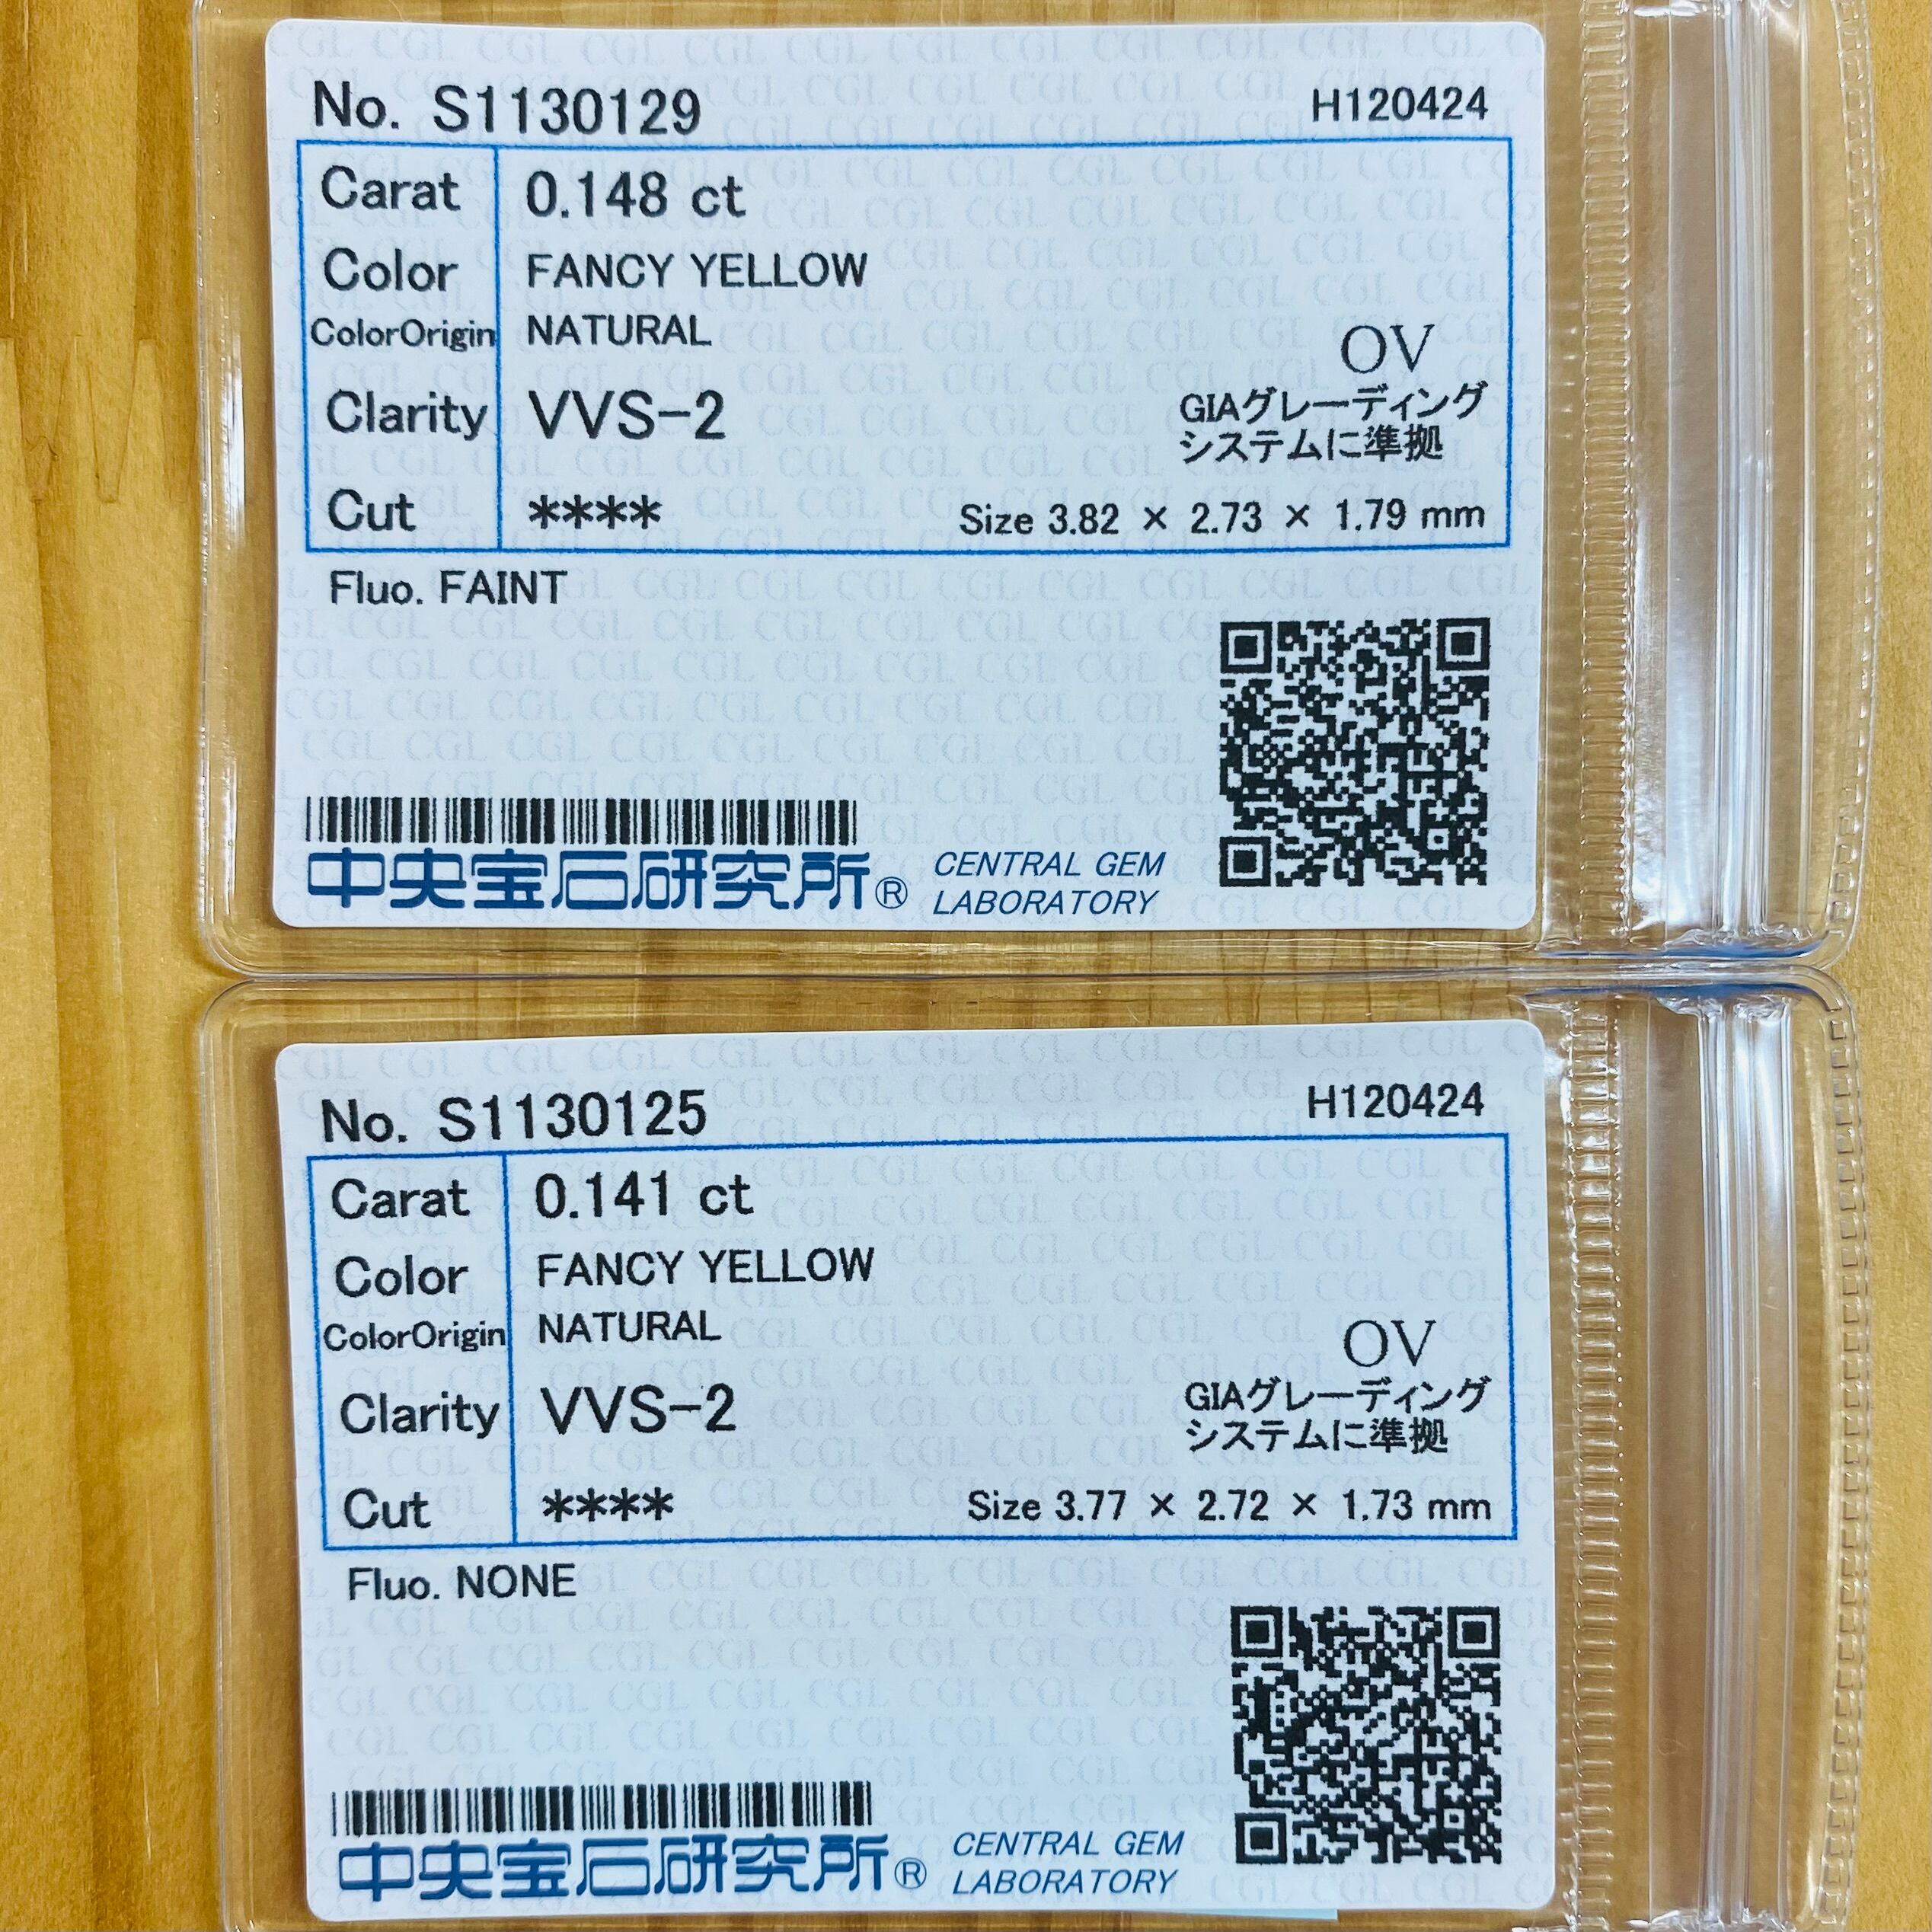 No. S1130129 H120424
Carat 0.148 ct
Color FANCY YELLOW
ColorOrigin NATURAL
OV
Clarity VVS-2 GIAグレーディング
システムに準拠
Cut **** Size 3.82 × 2.73 × 1.79 mm
Fluo. FAINT
中央宝石研究所® CENTRAL GEM
LABORATORY
No. S1130125 H120424
Carat 0.141 ct
Color FANCY YELLOW
ColorOrigin NATURAL
OV
Clarity VVS-2 GIAグレーディング
システムに準拠
Cut **** Size 3.77 × 2.72 × 1.73 mm
Fluo. NONE
中央宝石研究所® CENTRAL GEM
LABORATORY